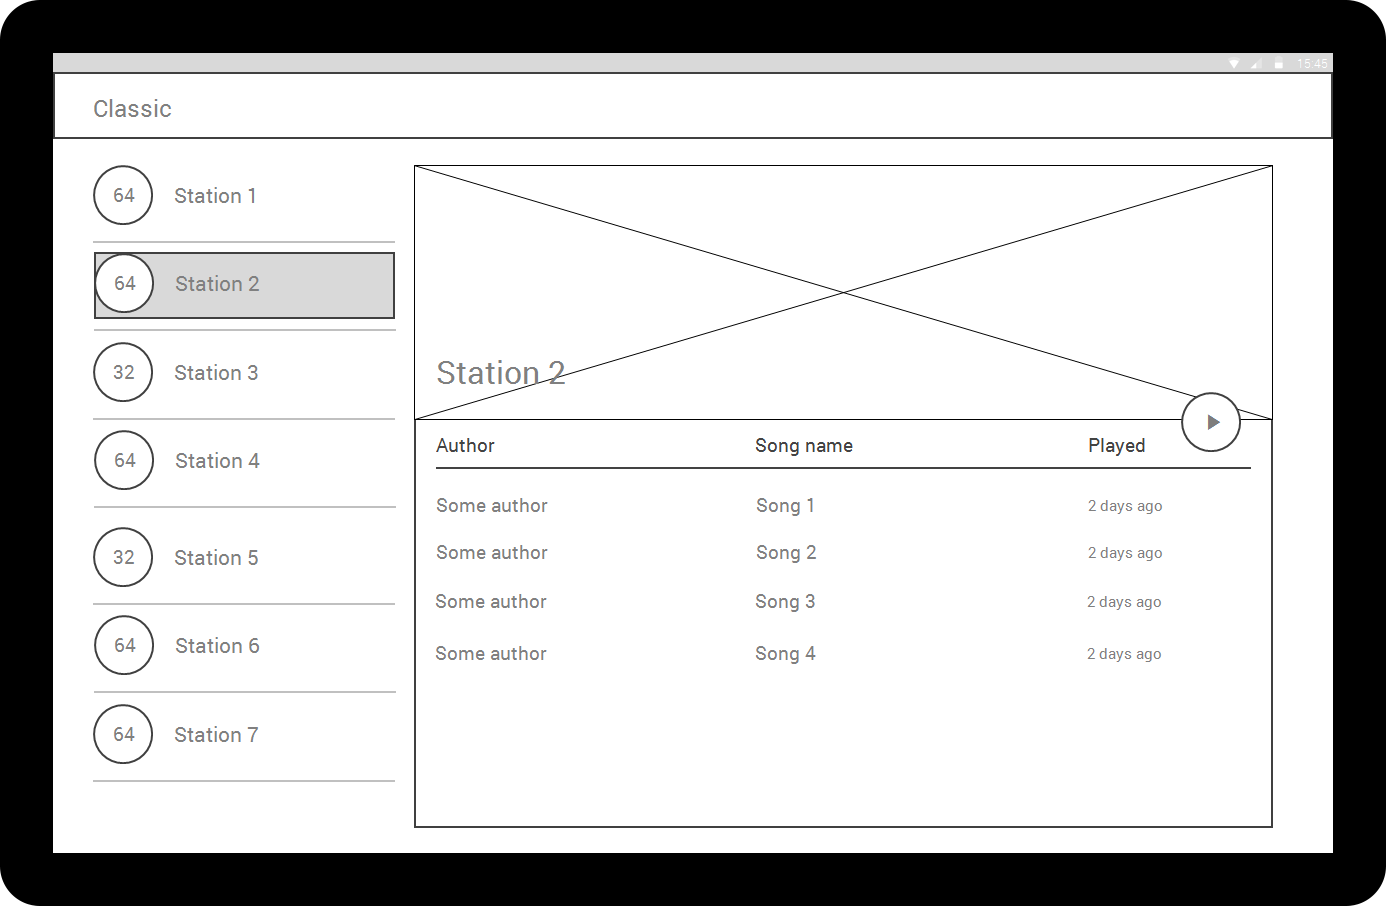 15:45
Classic
64 Station 1
64 Station 2
32 Station 3
64 Station 4
32 Station 5
64 Station 6
64 Station 7
Station 2
Author Song name Played
Some author Song 1 2 days ago
Some author Song 2 2 days ago
Some author Song 3 2 days ago
Some author Song 4 2 days ago